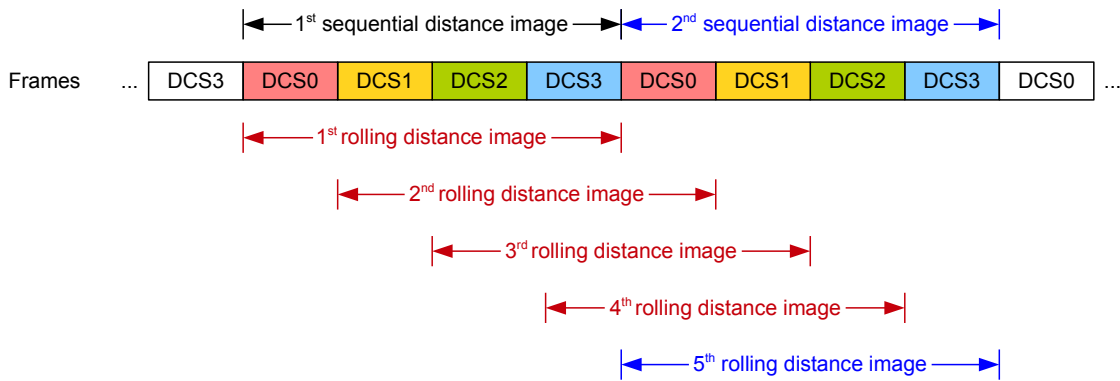 1st sequential distance image 2nd sequential distance image
Frames ... DCS3 DCS0 DCS1 DCS2 DCS3 DCS0 DCS1 DCS2 DCS3 DCS0 ...
1st rolling distance image
2nd rolling distance image
3rd rolling distance image
4th rolling distance image
5th rolling distance image